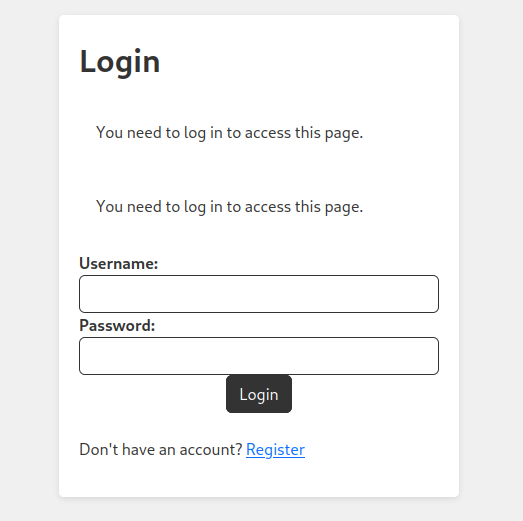 Login
You need to log in to access this page.
You need to log in to access this page.
Username:
Password:
Login
Don't have an account? Register